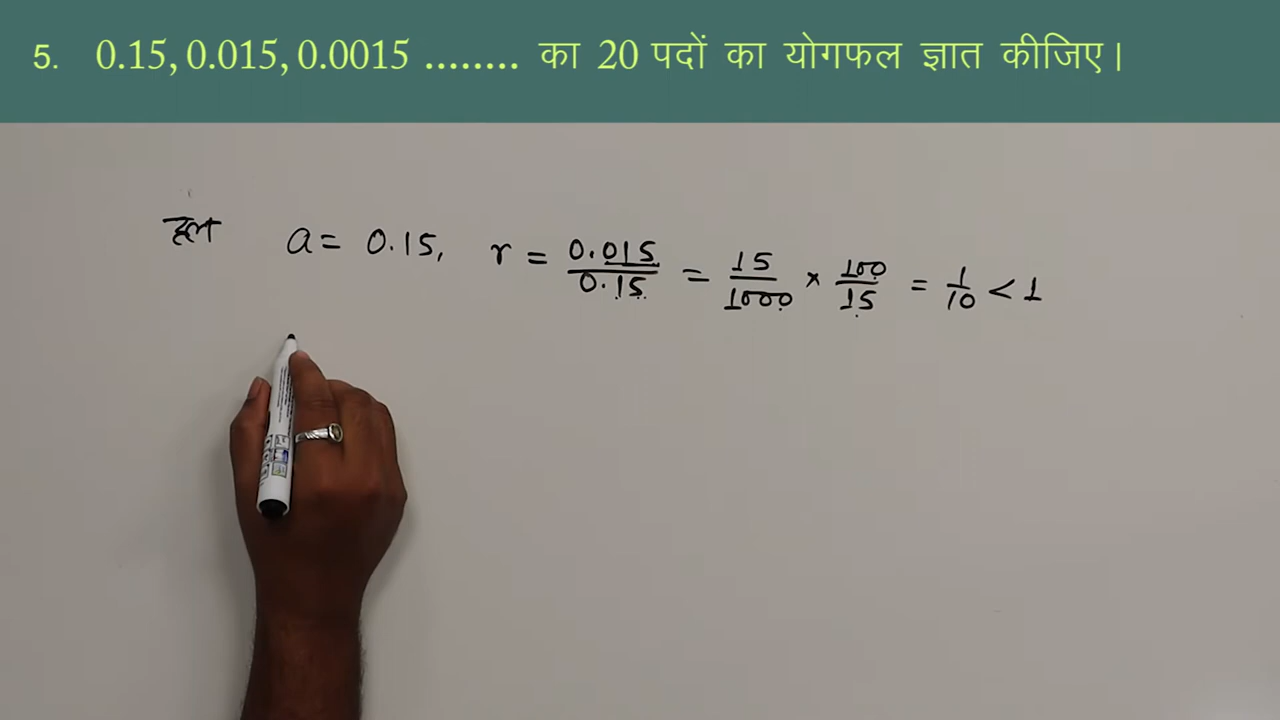 5. 0.15, 0.015, 0.0015 ........ का 20 पदों का योगफल ज्ञात कीजिए।
हल a = 0.15, r = 0.015/0.15 = 15/1000 × 100/15 = 1/10 < 1